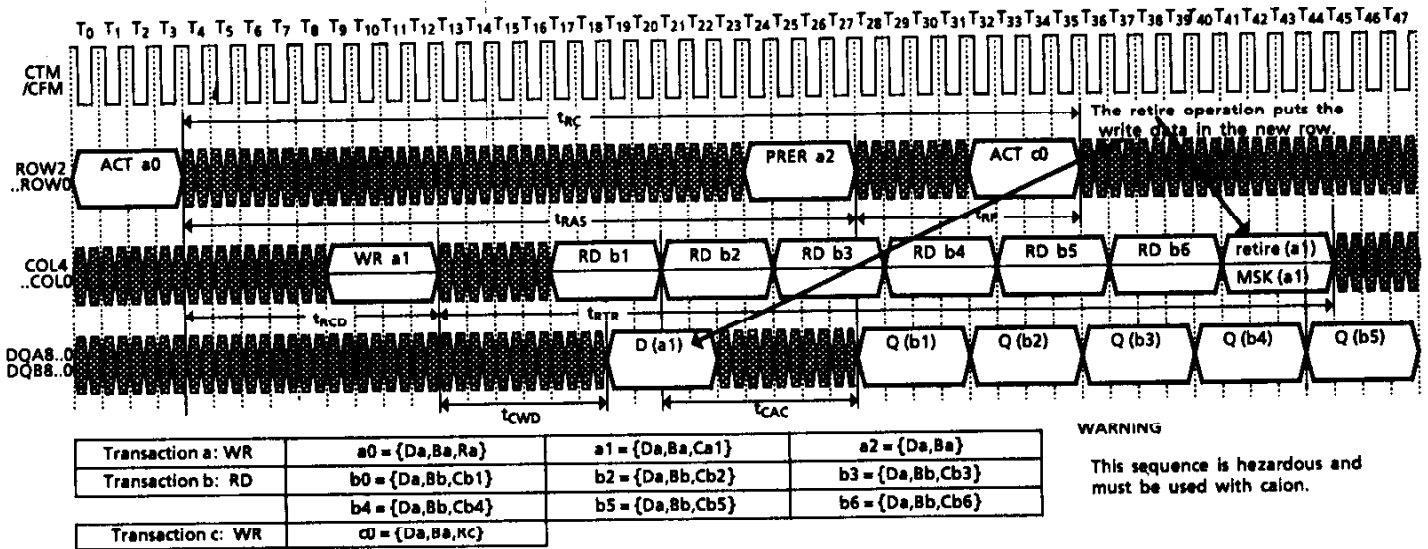 T0 T1 T2 T3 T4 T5 T6 T7 T8 T9 T10 T11 T12 T13 T14 T15 T16 T17 T18 T19 T20 T21 T22 T23 T24 T25 T26 T27 T28 T29 T30 T31 T32 T33 T34 T35 T36 T37 T38 T39 T40 T41 T42 T43 T44 T45 T46 T47
CTM
/CFM
tRC
The retire operation puts the
write data in the new row.
ROW2
..ROW0
ACT a0
PRER a2
ACT c0
tRAS
tRP
COL4
..COL0
WR a1
RD b1
RD b2
RD b3
RD b4
RD b5
RD b6
retire (a1)
MSK (a1)
tRCD
tRTR
DQA8..0
DQB8..0
D (a1)
Q (b1)
Q (b2)
Q (b3)
Q (b4)
Q (b5)
tCWD
tCAC
Transaction a: WR a0 = {Da,Ba,Ra} a1 = {Da,Ba,Ca1} a2 = {Da,Ba}
Transaction b: RD b0 = {Da,Bb,Cb1} b2 = {Da,Bb,Cb2} b3 = {Da,Bb,Cb3}
b4 = {Da,Bb,Cb4} b5 = {Da,Bb,Cb5} b6 = {Da,Bb,Cb6}
Transaction c: WR c0 = {Da,Ba,Rc}
WARNING
This sequence is hezardous and
must be used with caion.